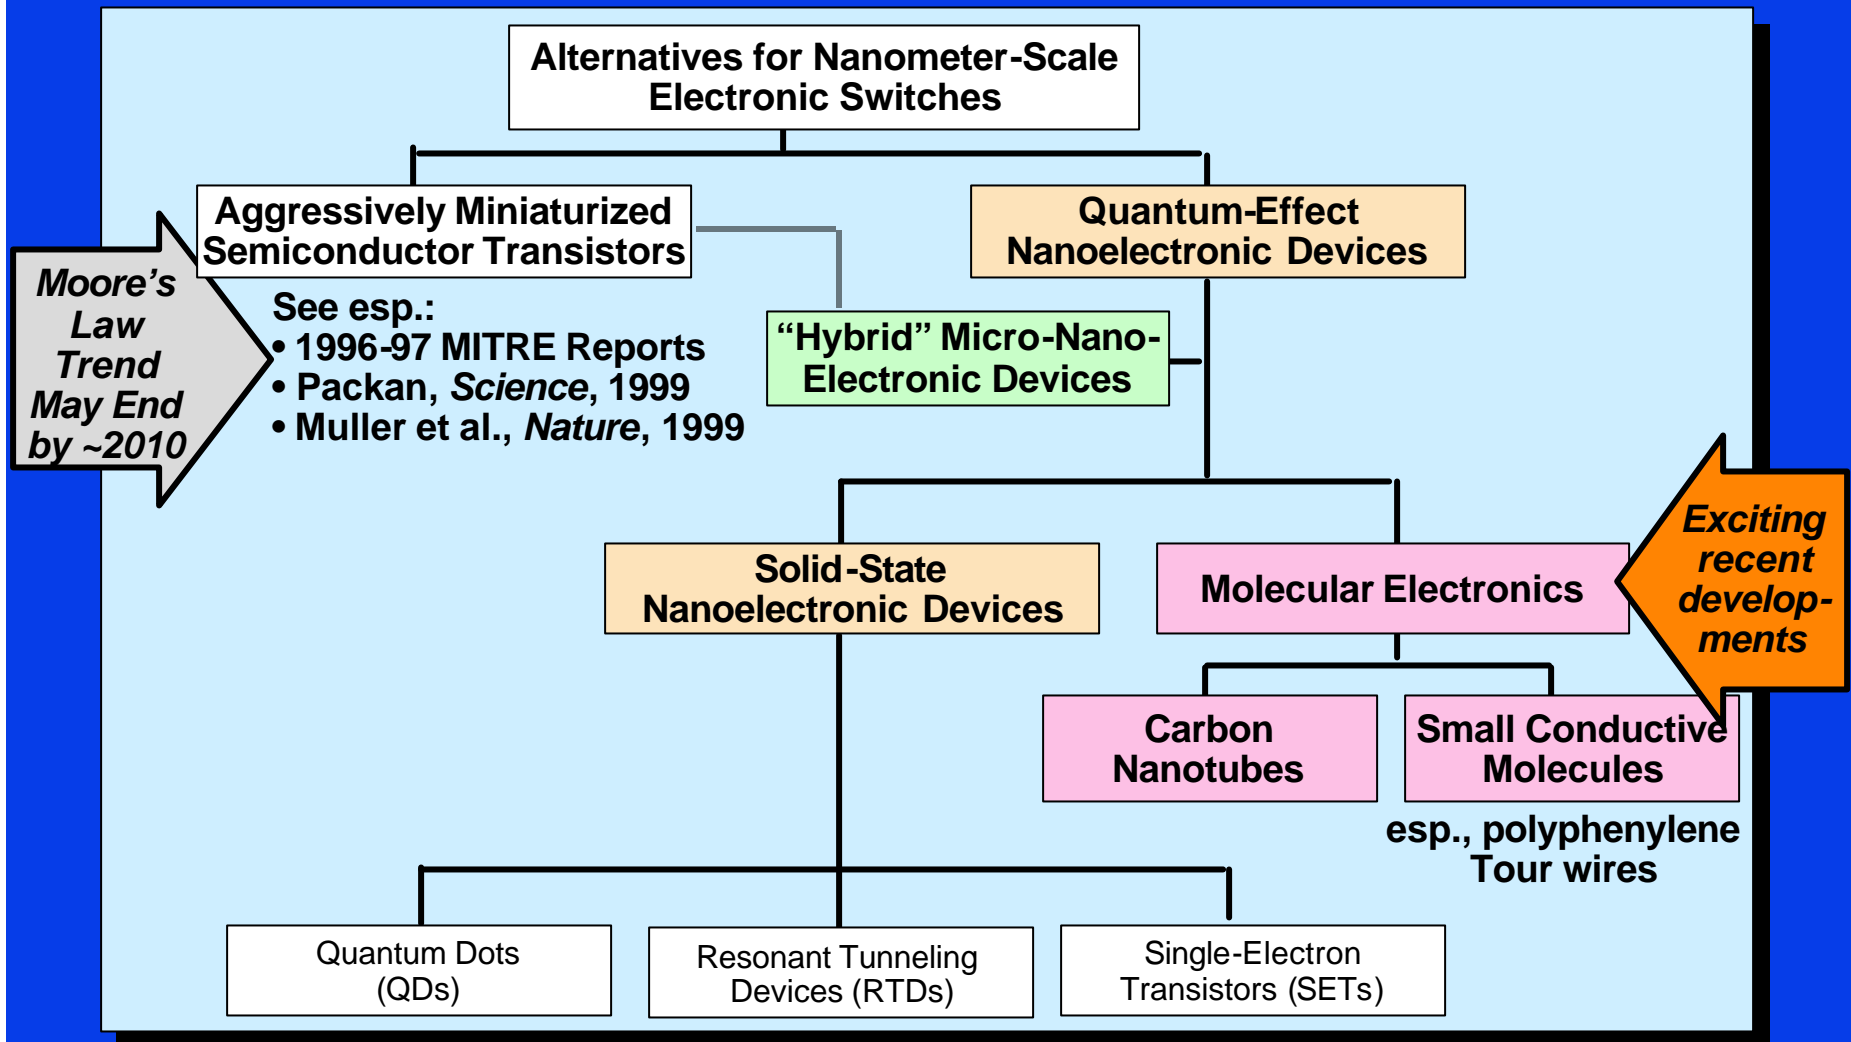 Alternatives for Nanometer-Scale
Electronic Switches
Aggressively Miniaturized
Semiconductor Transistors
Quantum-Effect
Nanoelectronic Devices
Moore's
Law
Trend
May End
by ~2010
See esp.:
• 1996-97 MITRE Reports
• Packan, Science, 1999
• Muller et al., Nature, 1999
“Hybrid” Micro-Nano-
Electronic Devices
Solid-State
Nanoelectronic Devices
Molecular Electronics
Exciting
recent
develop-
ments
Carbon
Nanotubes
Small Conductive
Molecules
esp., polyphenylene
Tour wires
Quantum Dots
(QDs)
Resonant Tunneling
Devices (RTDs)
Single-Electron
Transistors (SETs)